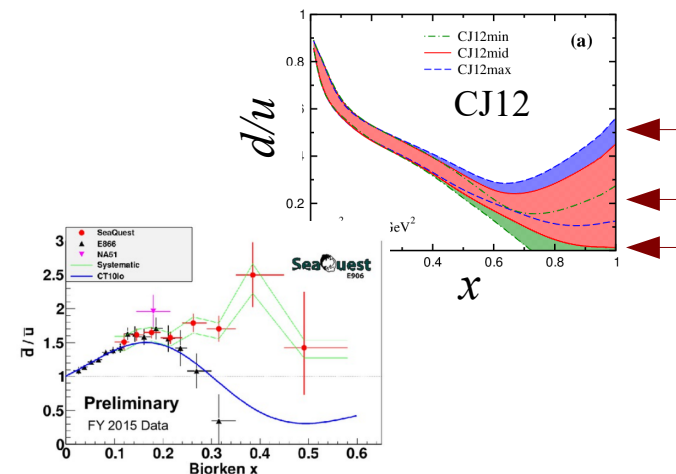 1
CJ12min
CJ12mid
CJ12max
(a)
0.8
CJ12
d/u
0.2
GeV²
0.4
0.6
0.8
1
x
SeaQuest
E866
NA51
Systematic
CT10lo
SeaQuest
E906
3
2.5
2
1.5
1
0.5
0
d̅ / u̅
Preliminary
FY 2015 Data
0
0.1
0.2
0.3
0.4
0.5
0.6
Biorken x